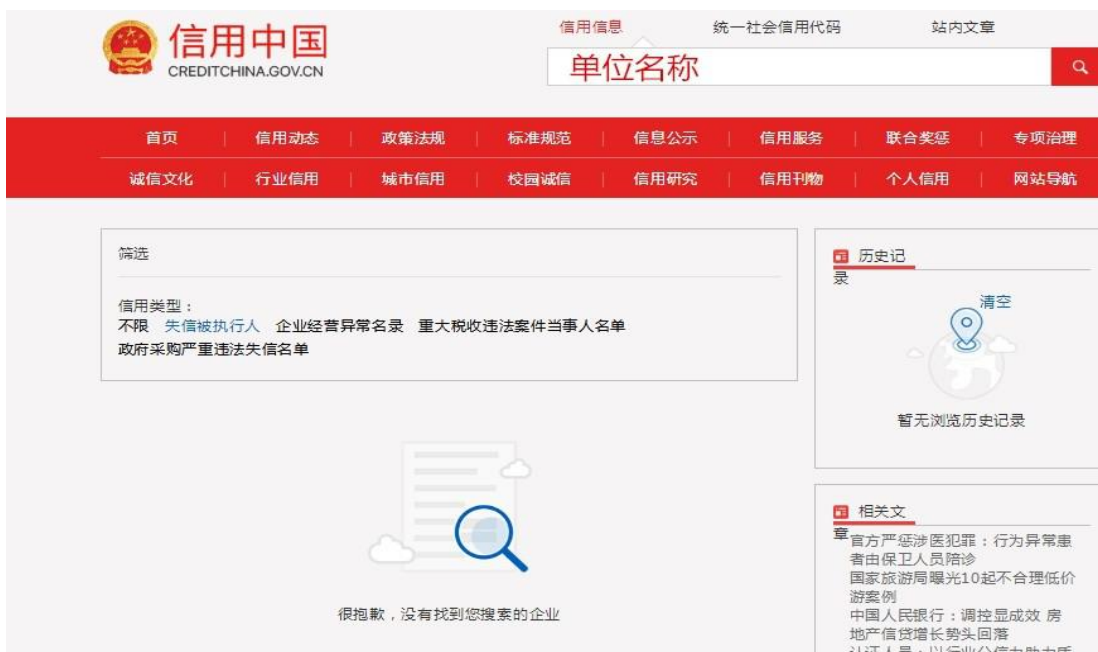 信用中国
CREDITCHINA.GOV.CN
信用信息 统一社会信用代码 站内文章
单位名称
首页 信用动态 政策法规 标准规范 信息公示 信用服务 联合奖惩 专项治理
诚信文化 行业信用 城市信用 校园诚信 信用研究 信用刊物 个人信用 网站导航
筛选
信用类型：
不限 失信被执行人 企业经营异常名录 重大税收违法案件当事人名单
政府采购严重违法失信名单
很抱歉，没有找到您搜索的企业
历史记
录
清空
暂无浏览历史记录
相关文
章
官方严惩涉医犯罪：行为异常患
者由保卫人员陪诊
国家旅游局曝光10起不合理低价
游案例
中国人民银行：调控显成效 房
地产信贷增长势头回落